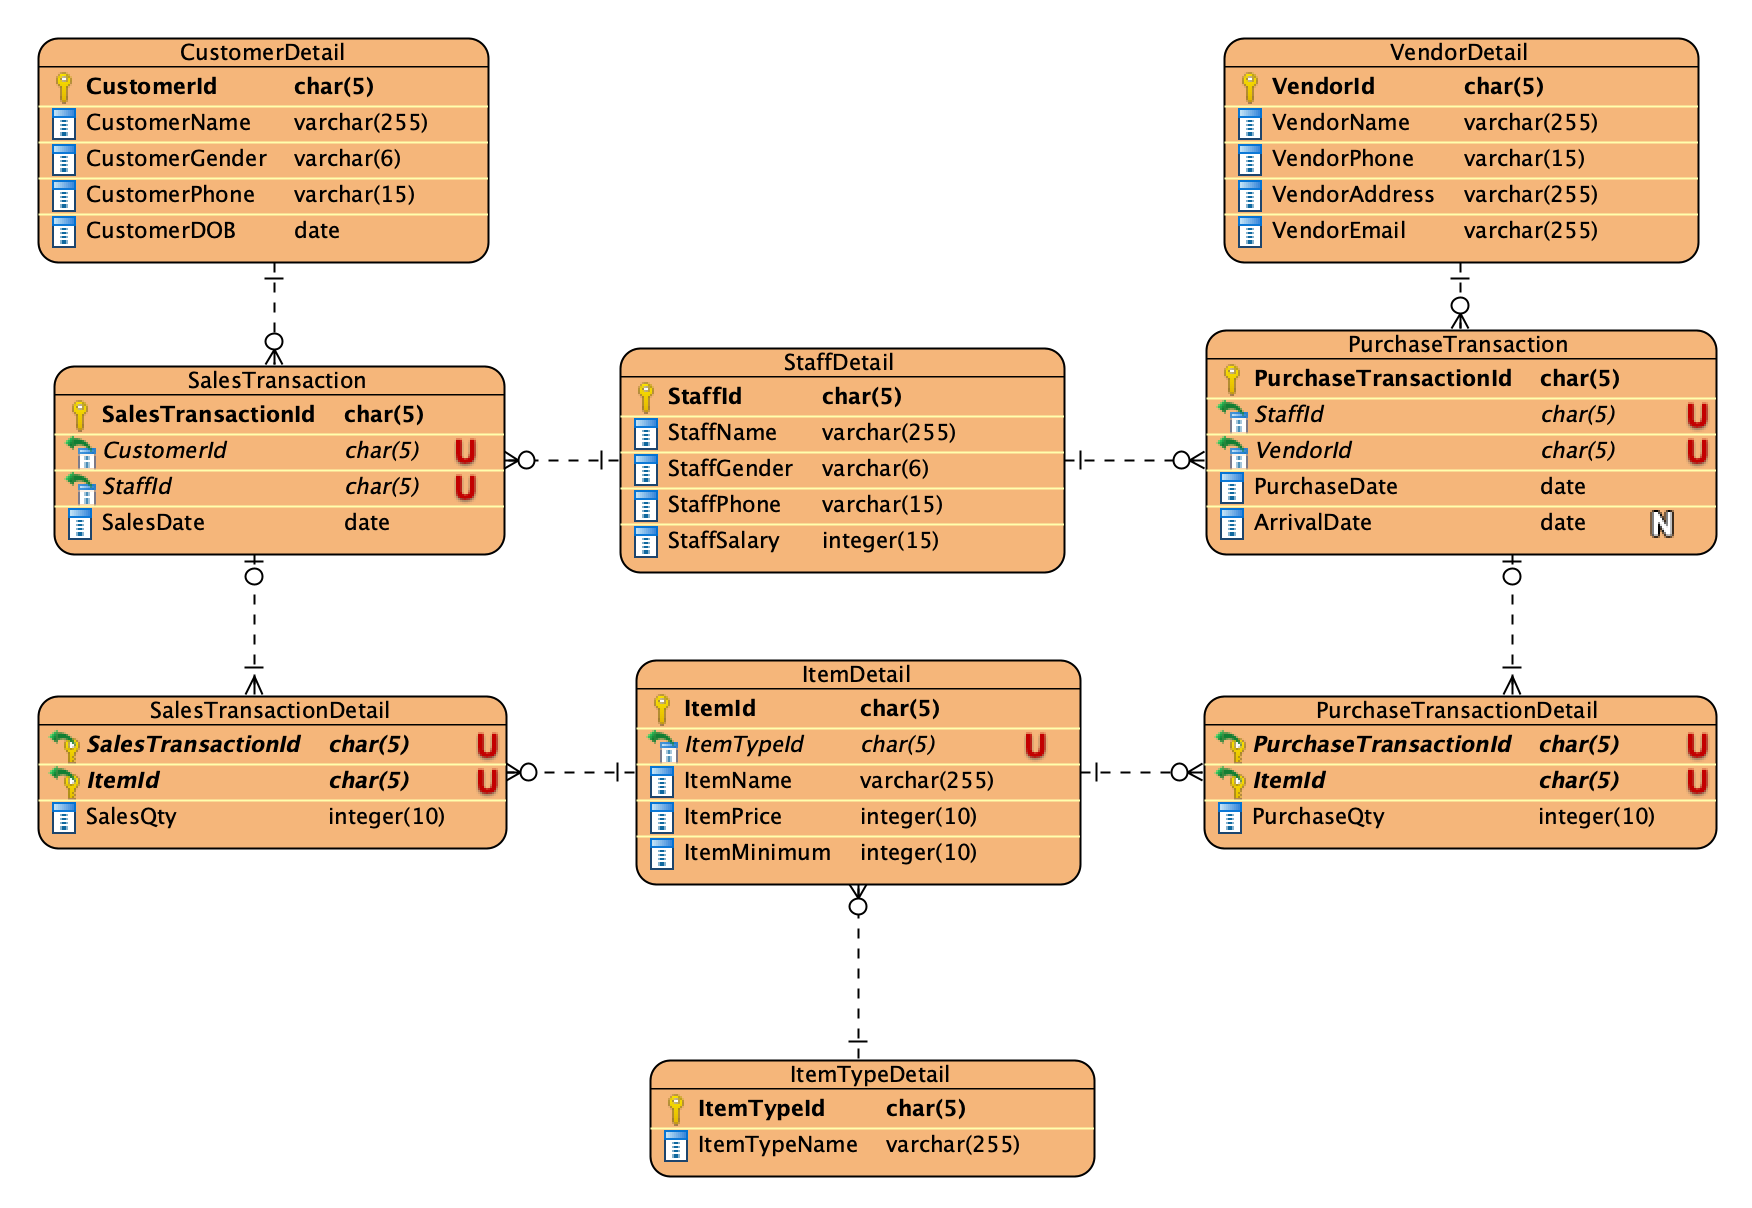 CustomerDetail
CustomerId char(5)
CustomerName varchar(255)
CustomerGender varchar(6)
CustomerPhone varchar(15)
CustomerDOB date
VendorDetail
VendorId char(5)
VendorName varchar(255)
VendorPhone varchar(15)
VendorAddress varchar(255)
VendorEmail varchar(255)
SalesTransaction
SalesTransactionId char(5)
CustomerId char(5) U
StaffId char(5) U
SalesDate date
StaffDetail
StaffId char(5)
StaffName varchar(255)
StaffGender varchar(6)
StaffPhone varchar(15)
StaffSalary integer(15)
PurchaseTransaction
PurchaseTransactionId char(5)
StaffId char(5) U
VendorId char(5) U
PurchaseDate date
ArrivalDate date N
SalesTransactionDetail
SalesTransactionId char(5) U
ItemId char(5) U
SalesQty integer(10)
ItemDetail
ItemId char(5)
ItemTypeId char(5) U
ItemName varchar(255)
ItemPrice integer(10)
ItemMinimum integer(10)
PurchaseTransactionDetail
PurchaseTransactionId char(5) U
ItemId char(5) U
PurchaseQty integer(10)
ItemTypeDetail
ItemTypeId char(5)
ItemTypeName varchar(255)